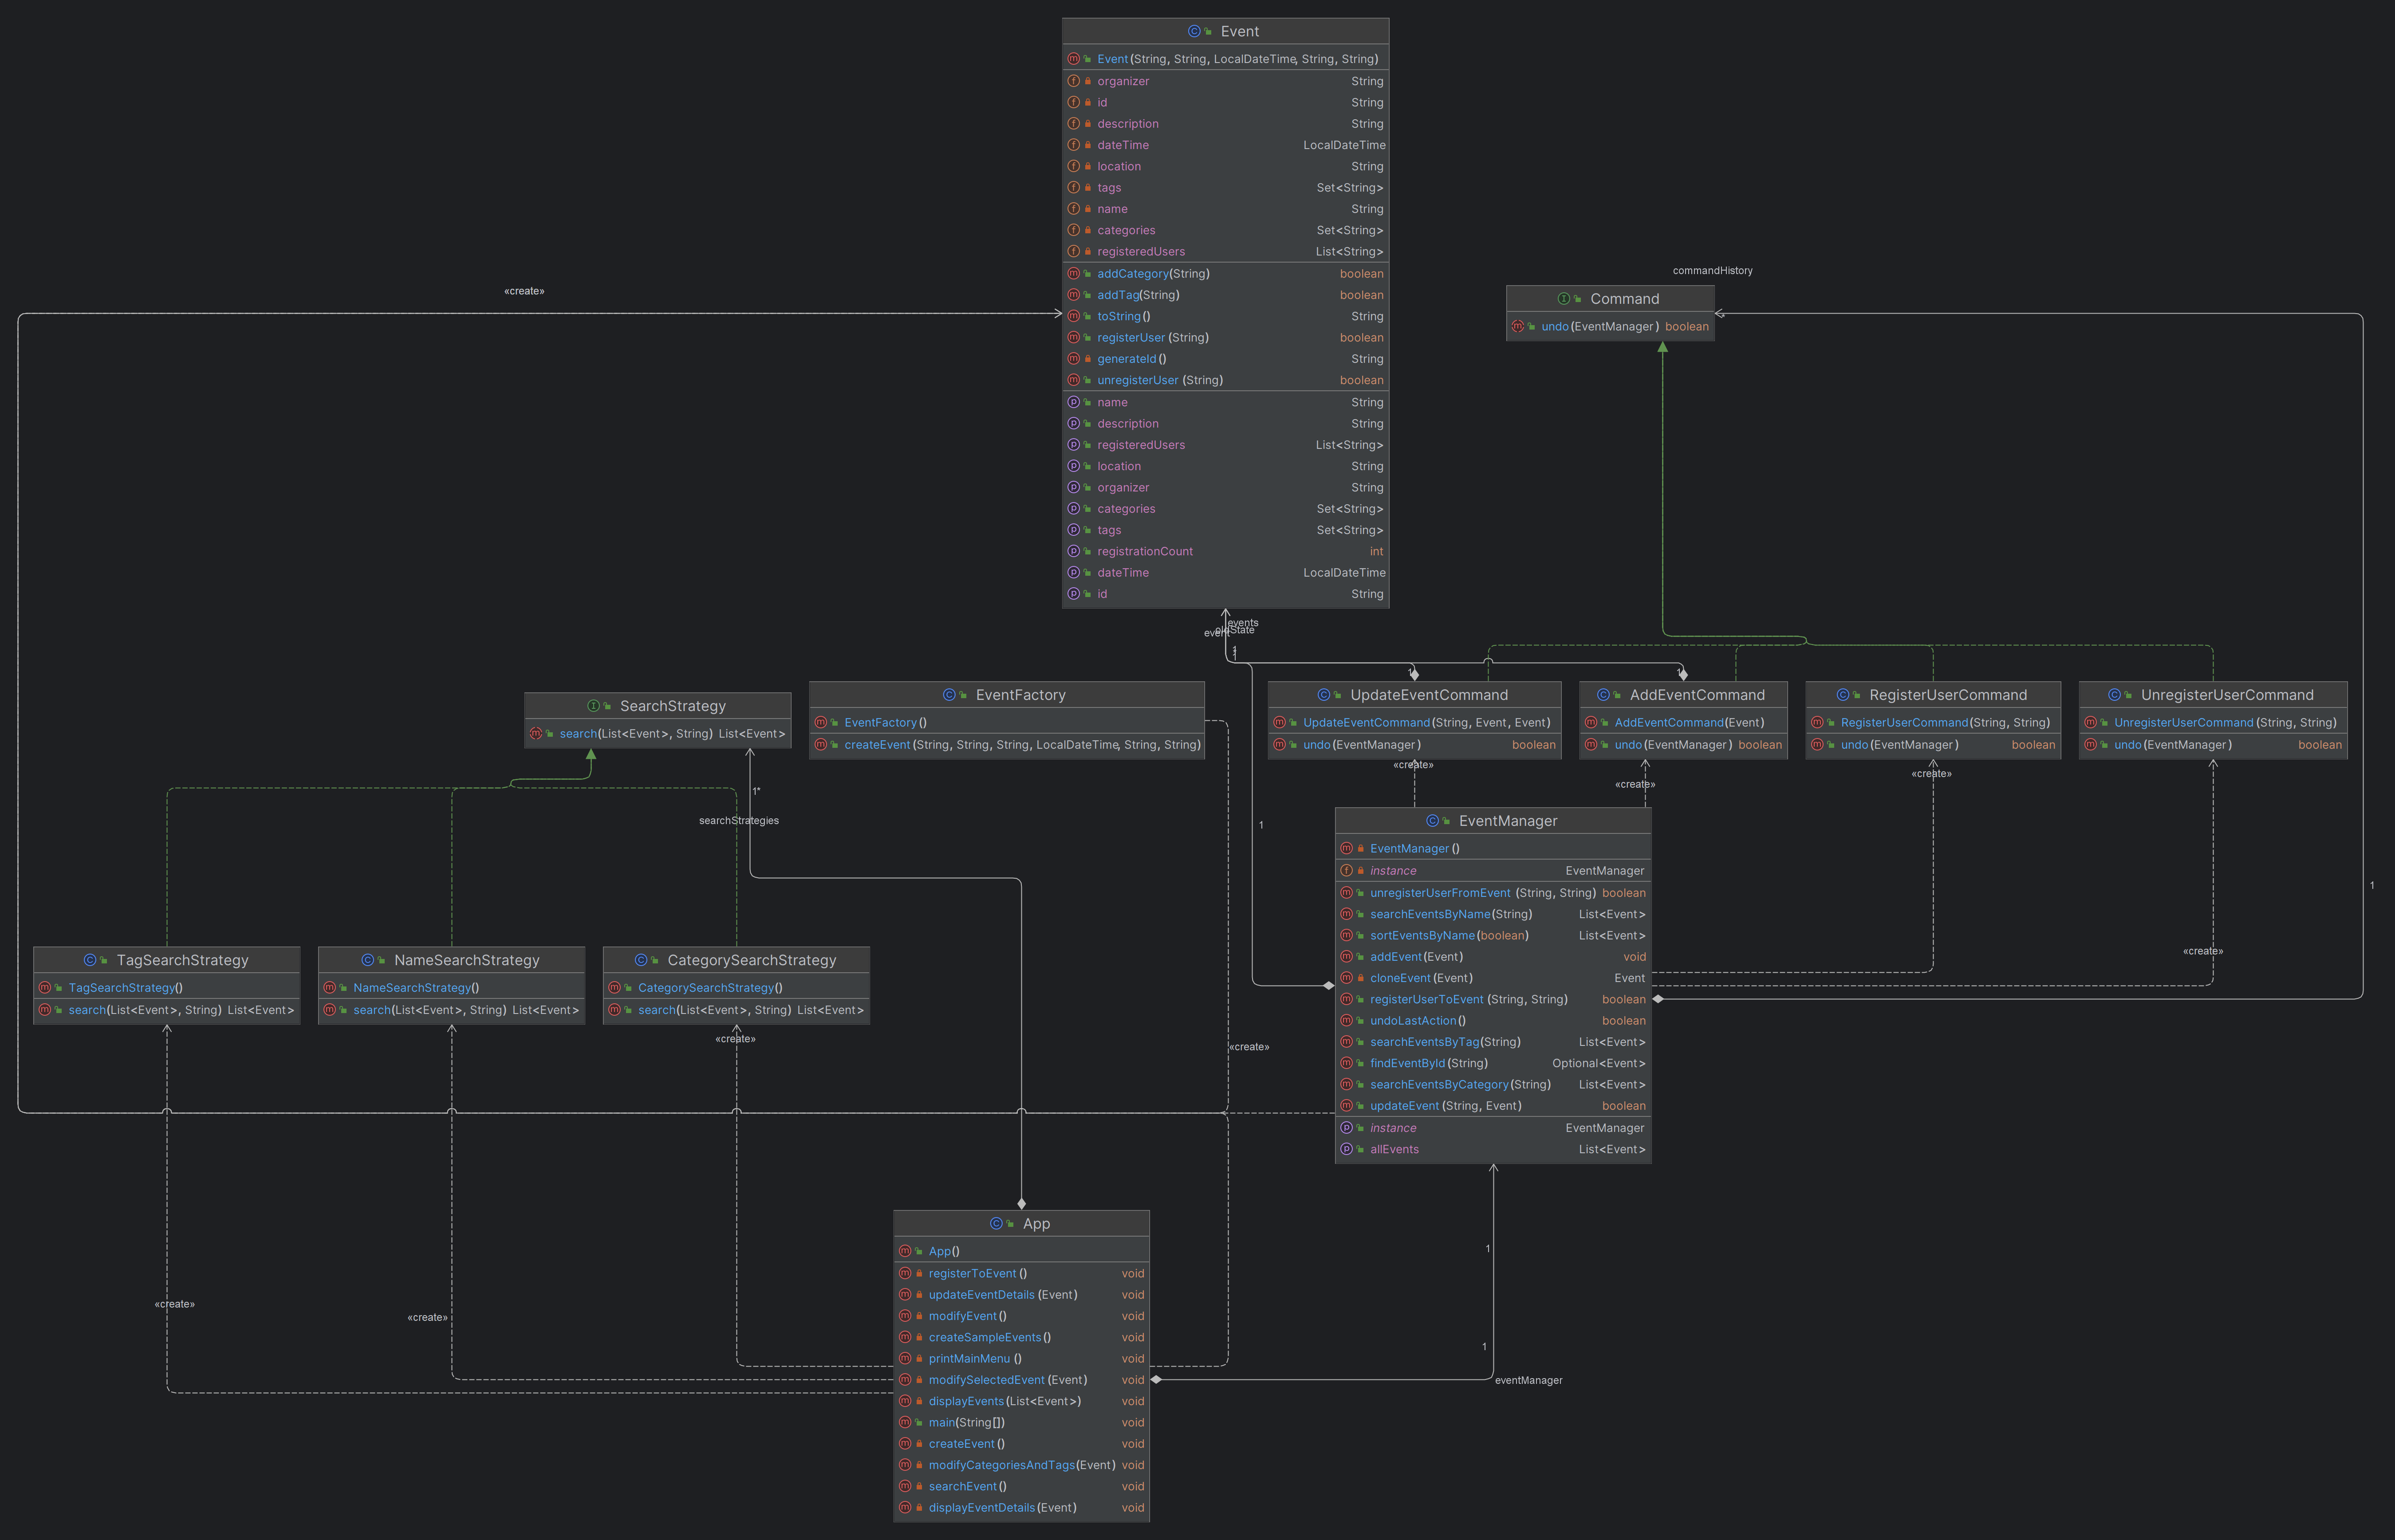 Event
Event(String, String, LocalDateTime, String, String)
organizer String
id String
description String
dateTime LocalDateTime
location String
tags Set<String>
name String
categories Set<String>
registeredUsers List<String>
addCategory(String) boolean
addTag(String) boolean
toString() String
registerUser(String) boolean
generateId() String
unregisterUser(String) boolean
name String
description String
registeredUsers List<String>
location String
organizer String
categories Set<String>
tags Set<String>
registrationCount int
dateTime LocalDateTime
id String
«create»
commandHistory
Command
undo(EventManager) boolean
*
events
oldState
event
1
1
1
SearchStrategy
search(List<Event>, String) List<Event>
EventFactory
EventFactory()
createEvent(String, String, String, LocalDateTime, String, String)
UpdateEventCommand
UpdateEventCommand(String, Event, Event)
undo(EventManager) boolean
AddEventCommand
AddEventCommand(Event)
undo(EventManager) boolean
RegisterUserCommand
RegisterUserCommand(String, String)
undo(EventManager) boolean
UnregisterUserCommand
UnregisterUserCommand(String, String)
undo(EventManager) boolean
«create»
«create»
«create»
1*
searchStrategies
1
1
EventManager
EventManager()
instance EventManager
unregisterUserFromEvent(String, String) boolean
searchEventsByName(String) List<Event>
sortEventsByName(boolean) List<Event>
addEvent(Event) void
cloneEvent(Event) Event
registerUserToEvent(String, String) boolean
undoLastAction() boolean
searchEventsByTag(String) List<Event>
findEventById(String) Optional<Event>
searchEventsByCategory(String) List<Event>
updateEvent(String, Event) boolean
instance EventManager
allEvents List<Event>
«create»
TagSearchStrategy
TagSearchStrategy()
search(List<Event>, String) List<Event>
NameSearchStrategy
NameSearchStrategy()
search(List<Event>, String) List<Event>
CategorySearchStrategy
CategorySearchStrategy()
search(List<Event>, String) List<Event>
«create»
«create»
«create»
«create»
App
App()
registerToEvent() void
updateEventDetails(Event) void
modifyEvent() void
createSampleEvents() void
printMainMenu() void
modifySelectedEvent(Event) void
displayEvents(List<Event>) void
main(String[]) void
createEvent() void
modifyCategoriesAndTags(Event) void
searchEvent() void
displayEventDetails(Event) void
1
1
eventManager